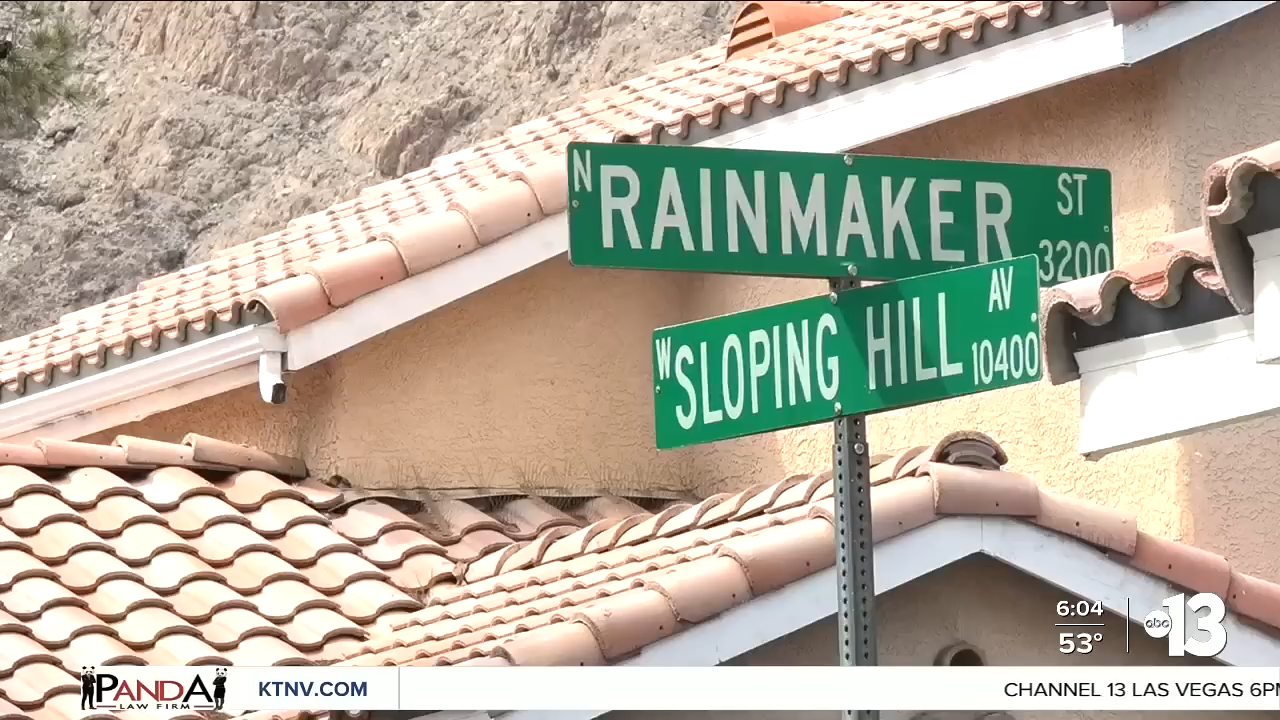 N RAINMAKER ST
3200
W SLOPING HILL AV
10400
6:04
53°
abc 13
PANDA
LAW FIRM
KTNV.COM
CHANNEL 13 LAS VEGAS 6PM